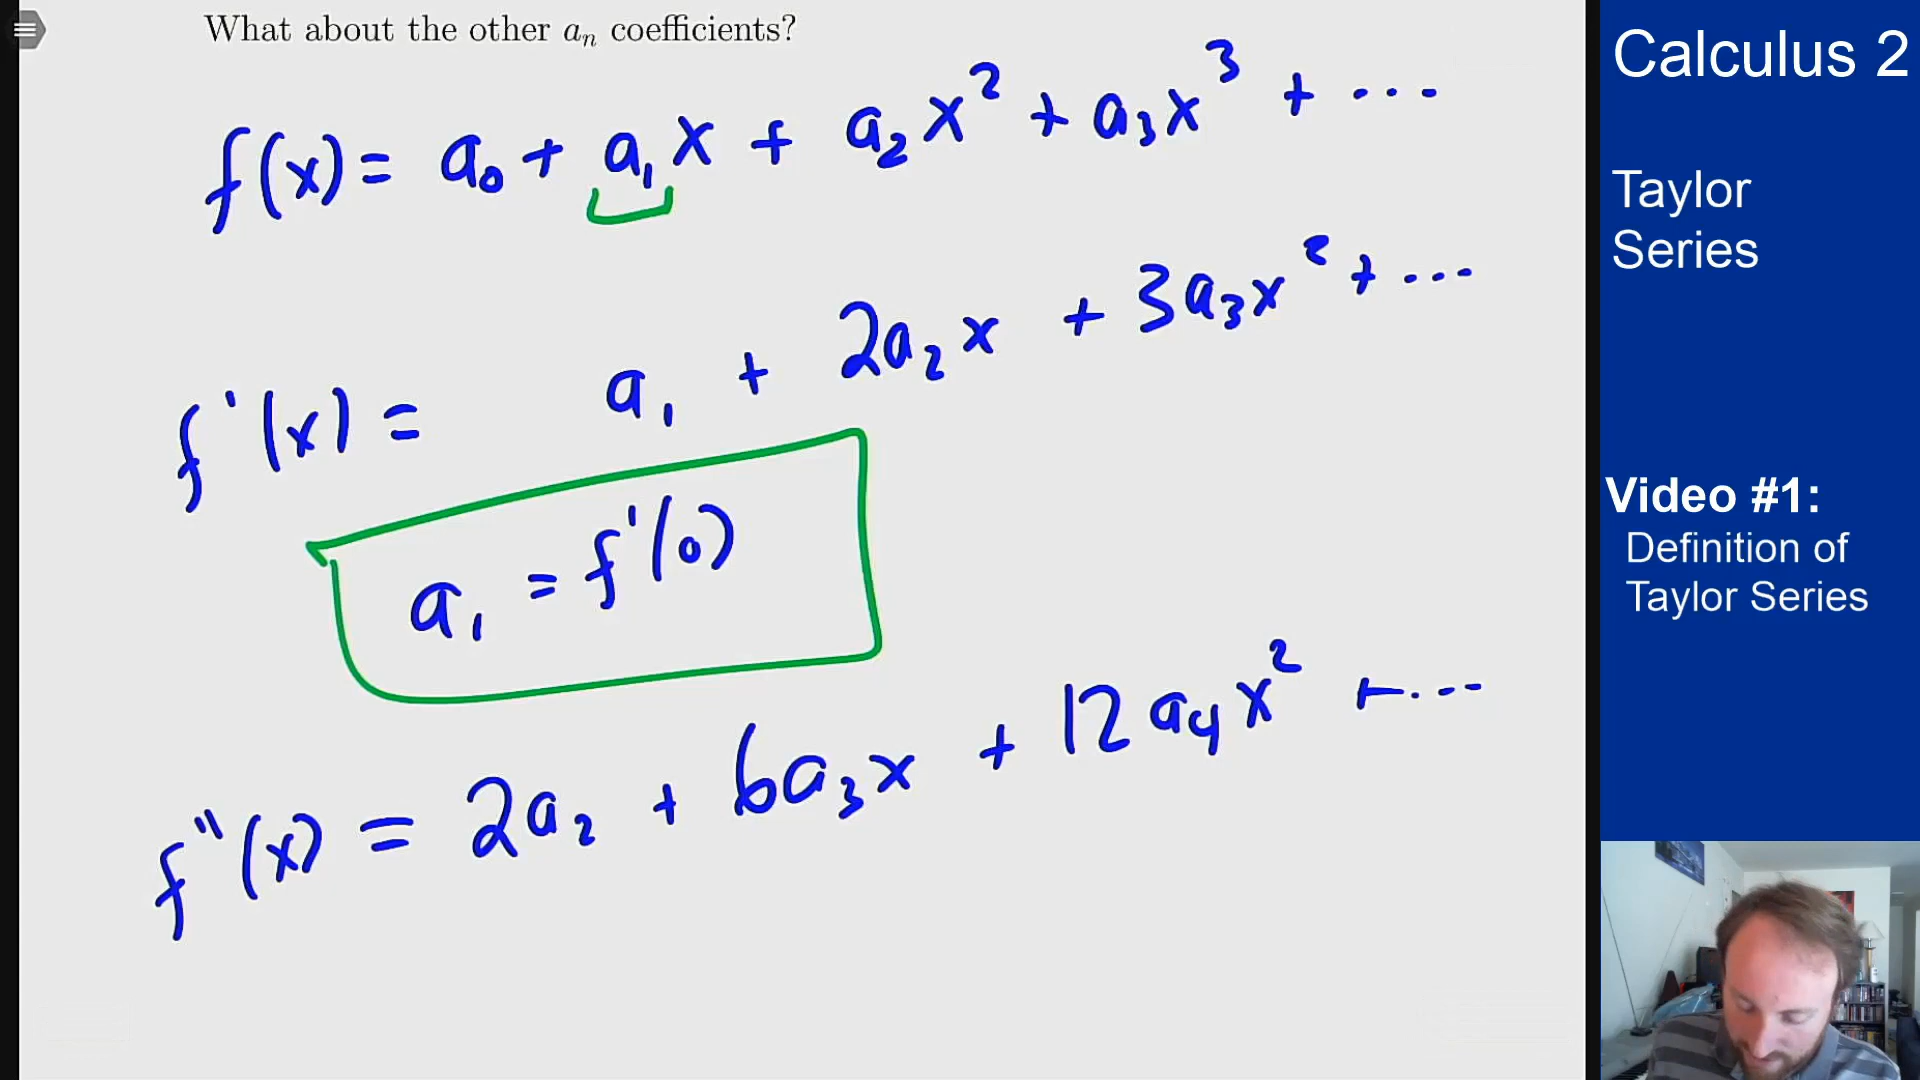 What about the other aₙ coefficients?
f(x) = a₀ + a₁x + a₂x² + a₃x³ + ...
f'(x) = a₁ + 2a₂x + 3a₃x² + ...
a₁ = f'(0)
f''(x) = 2a₂ + 6a₃x + 12a₄x² + ...
Calculus 2
Taylor
Series
Video #1:
Definition of
Taylor Series